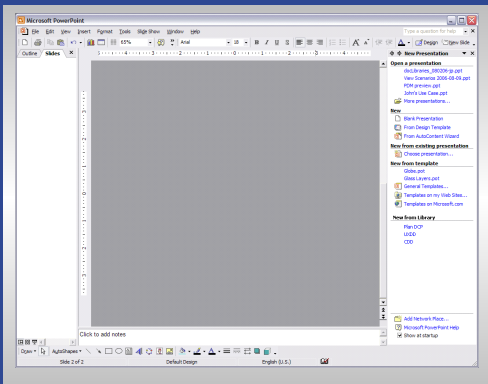 Microsoft PowerPoint
File Edit View Insert Format Tools Slide Show Window Help
Type a question for help
65% Arial 18 B I U S Design New Slide
Outline Slides
New Presentation
Open a presentation
View Scenarios 2006-08-09.ppt
PDM preview.ppt
John's Use Case.ppt
More presentations...
New
Blank Presentation
From Design Template
From AutoContent Wizard
New from existing presentation
Choose presentation...
New from template
Globe.pot
Glass Layers.pot
General Templates...
Templates on my Web Sites...
Templates on Microsoft.com
New from Library
Plan DCP
UXDD
CDD
Add Network Place...
Microsoft PowerPoint Help
Show at startup
Click to add notes
Draw AutoShapes
Slide 2 of 2 Default Design English (U.S.)